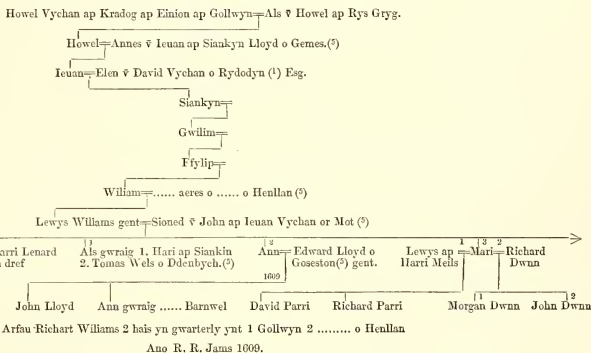 Howel Vychan ap Kradog ap Einion ap Gollwyn=Als v̄ Howel ap Rys Gryg.
Howel=Annes v̄ Ieuan ap Siankyn Lloyd o Gemes.(⁵)
Ieuan=Elen v̄ David Vychan o Rydodyn (¹) Esg.
Siankyn=
Gwilim=
Ffylip=
Wiliam=...... aeres o ...... o Henllan (⁵)
Lewys Willams gent=Sioned v̄ John ap Ieuan Vychan or Mot (⁵)
arri Lenard
dref
1
Als gwraig 1. Hari ap Siankin
2. Tomas Wels o Ddenbych.(⁵)
2
Ann=Edward Lloyd o
Goseston(⁵) gent.
1609
Lewys ap
Harri Meils
1 =Mari= 3 2
Richard
Dwnn
John Lloyd
Ann gwraig ...... Barnwel
David Parri
Richard Parri
1
Morgan Dwnn
2
John Dwnn
Arfau Richart Wiliams 2 hais yn gwarterly ynt 1 Gollwyn 2 ......... o Henllan
Ano R. R. Jams 1609.